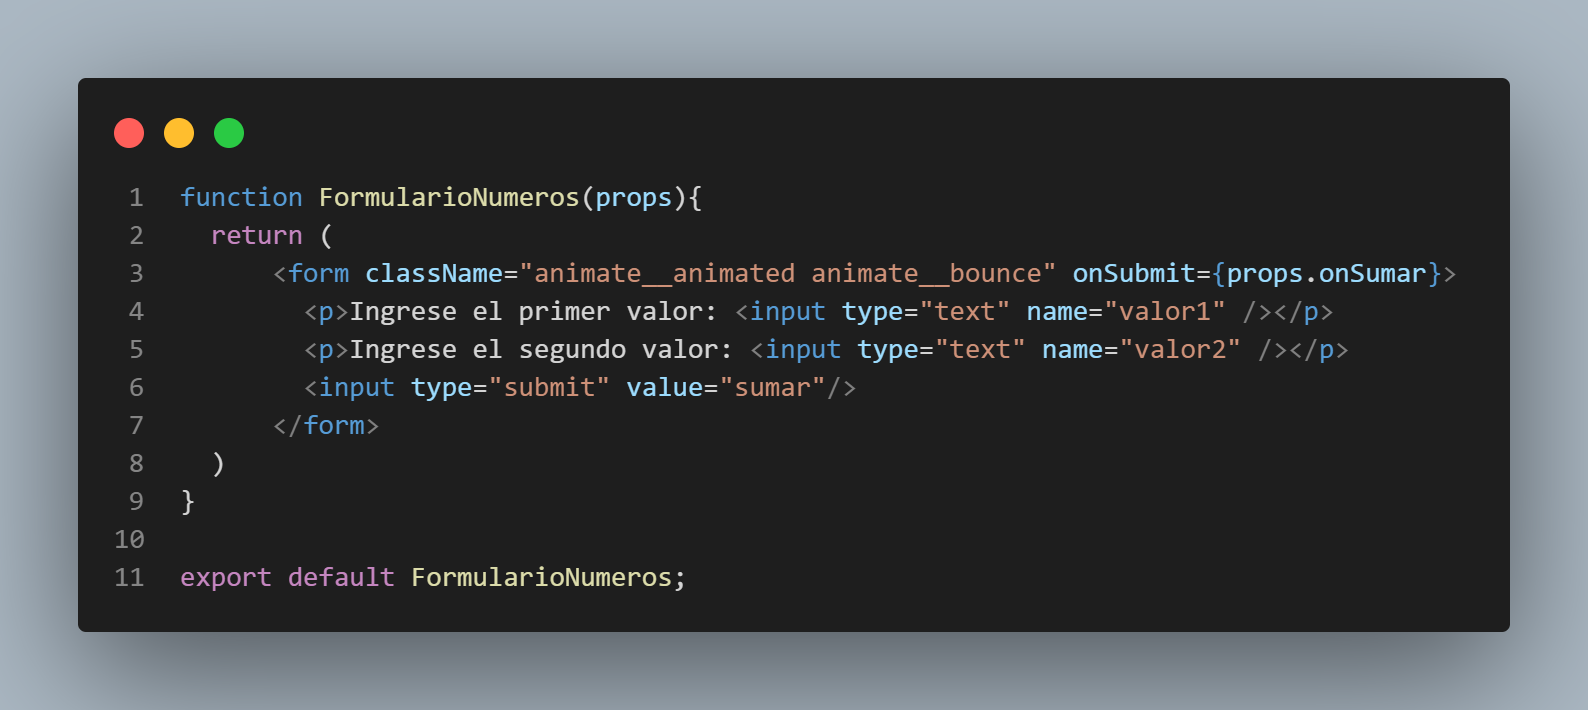 1 function FormularioNumeros(props){
2   return (
3       <form className="animate__animated animate__bounce" onSubmit={props.onSumar}>
4         <p>Ingrese el primer valor: <input type="text" name="valor1" /></p>
5         <p>Ingrese el segundo valor: <input type="text" name="valor2" /></p>
6         <input type="submit" value="sumar"/>
7       </form>
8   )
9 }
10
11 export default FormularioNumeros;